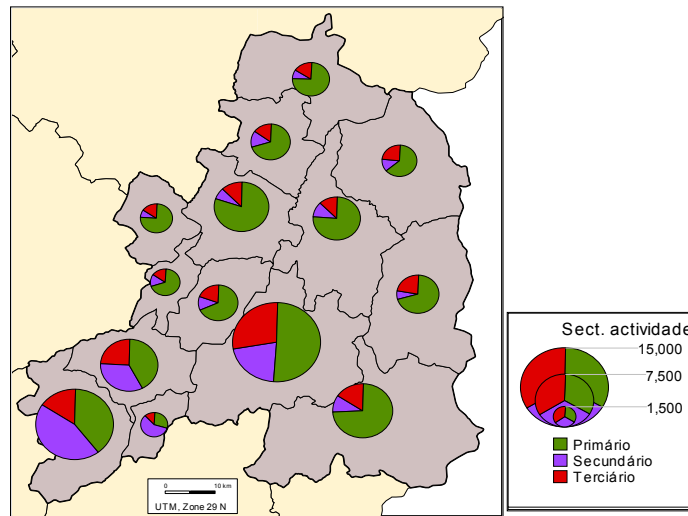 Sect. actividade
15,000
7,500
1,500
Primário
Secundário
Terciário
0 10 km
UTM, Zone 29 N